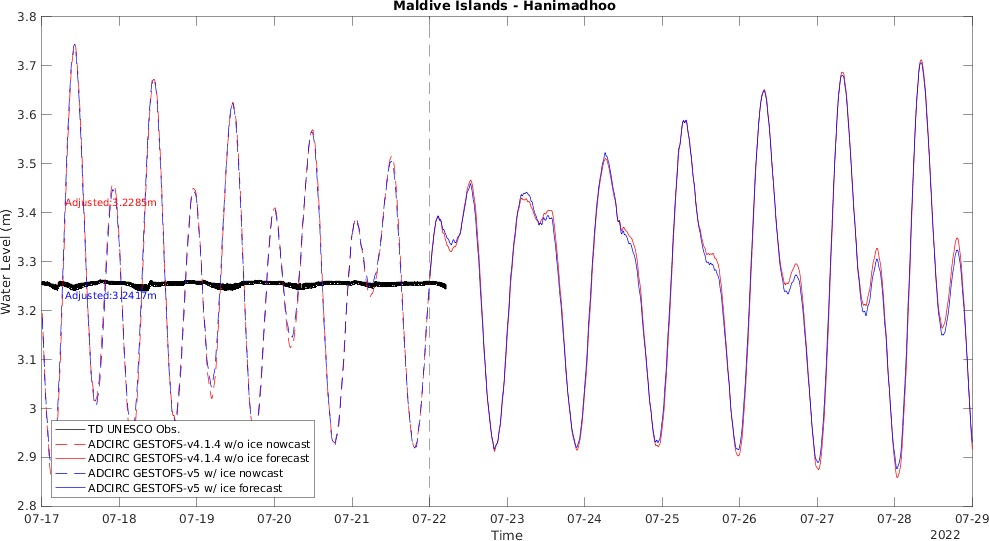 Maldive Islands - Hanimadhoo
3.8
3.7
3.6
3.5
3.4
3.3
3.2
3.1
3
2.9
2.8
Water Level (m)
Adjusted:3.2285m
Adjusted:3.2417m
TD UNESCO Obs.
ADCIRC GESTOFS-v4.1.4 w/o ice nowcast
ADCIRC GESTOFS-v4.1.4 w/o ice forecast
ADCIRC GESTOFS-v5 w/ ice nowcast
ADCIRC GESTOFS-v5 w/ ice forecast
07-17 07-18 07-19 07-20 07-21 07-22 07-23 07-24 07-25 07-26 07-27 07-28 07-29
Time
2022